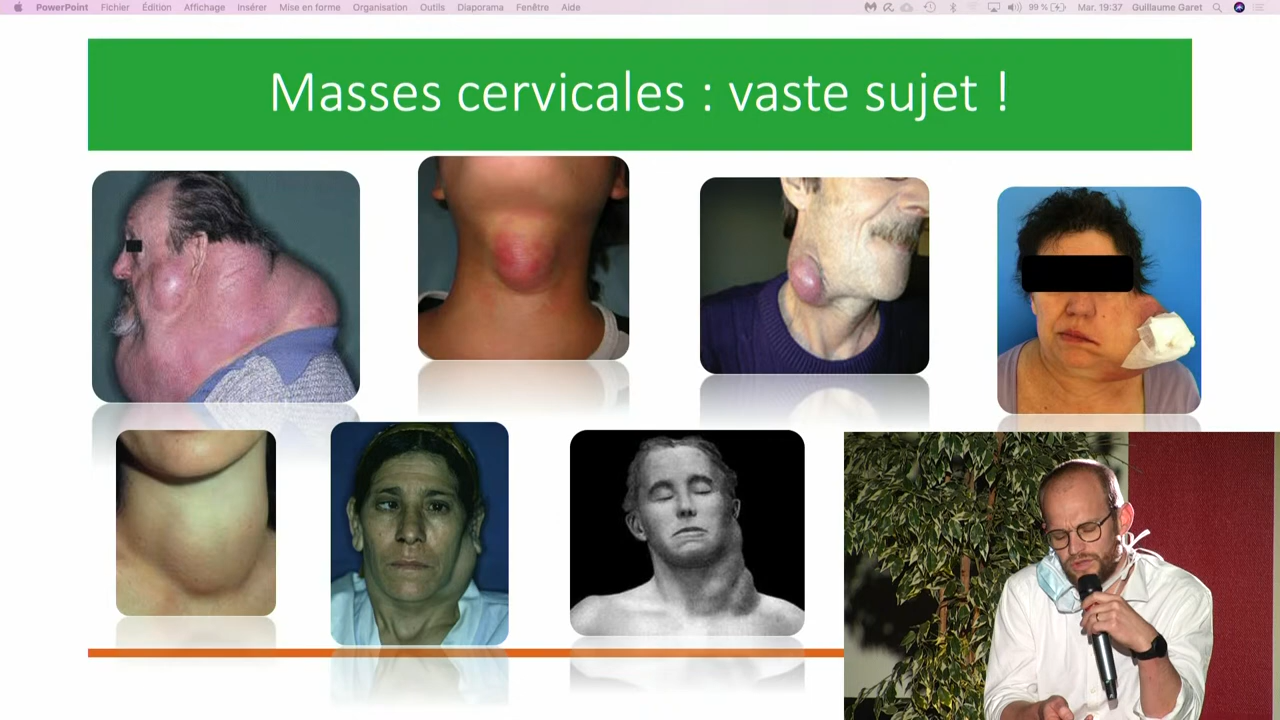 PowerPoint Fichier Édition Affichage Insérer Mise en forme Organisation Outils Diaporama Fenêtre Aide 99 % Mar. 19:37 Guillaume Garet
Masses cervicales : vaste sujet !